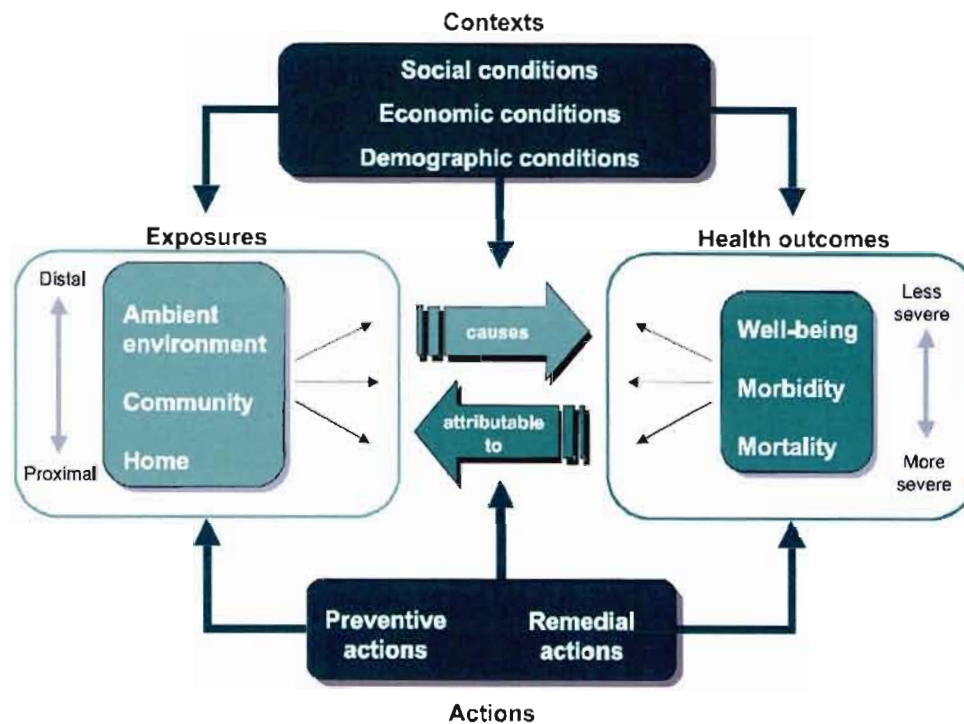 Contexts
Social conditions
Economic conditions
Demographic conditions
Exposures
Distal
Proximal
Ambient
environment
Community
Home
causes
attributable
to
Health outcomes
Well-being
Morbidity
Mortality
Less
severe
More
severe
Preventive
actions
Remedial
actions
Actions